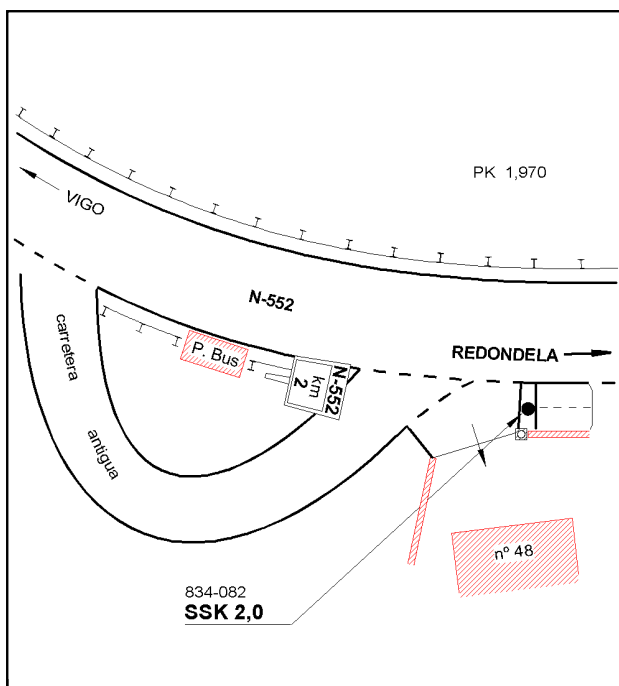 PK 1,970
VIGO
N-552
carretera
P. Bus
REDONDELA
N-552
km
2
antigua
nº 48
834-082
SSK 2,0